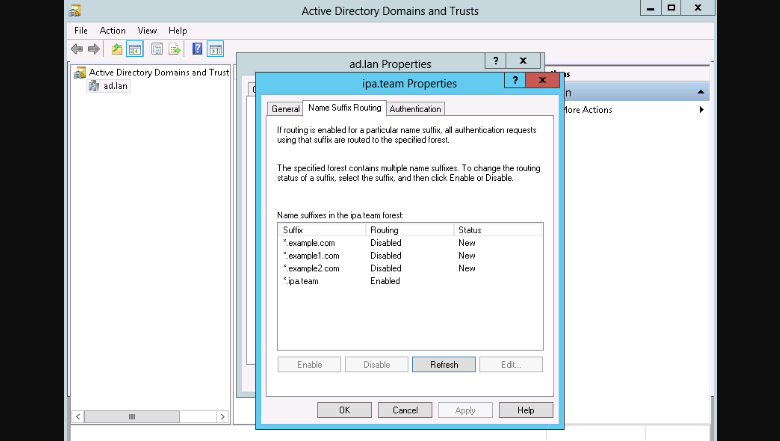 Active Directory Domains and Trusts
File Action View Help
Active Directory Domains and Trust
ad.lan
ad.lan Properties
ipa.team Properties
General Name Suffix Routing Authentication
If routing is enabled for a particular name suffix, all authentication requests
using that suffix are routed to the specified forest.
The specified forest contains multiple name suffixes. To change the routing
status of a suffix, select the suffix, and then click Enable or Disable.
Name suffixes in the ipa.team forest:
Suffix Routing Status
*.example.com Disabled New
*.example1.com Disabled New
*.example2.com Disabled New
*.ipa.team Enabled
Enable Disable Refresh Edit...
OK Cancel Apply Help
More Actions